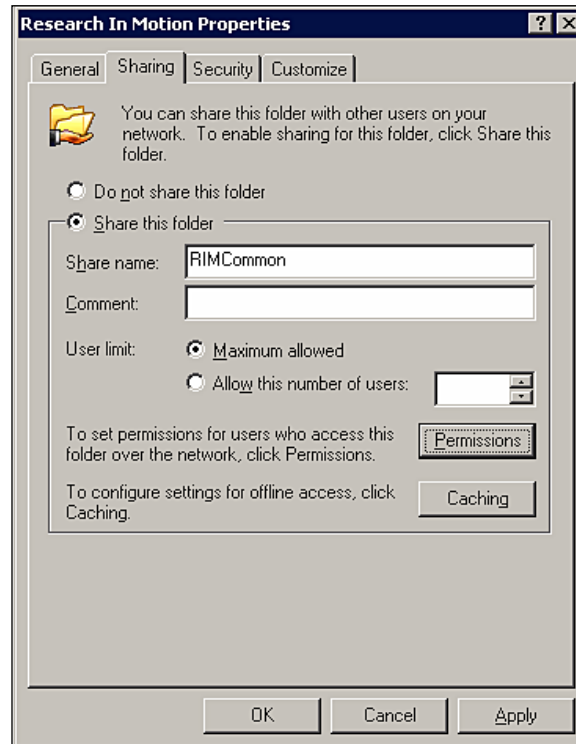 Research In Motion Properties
? X
General Sharing Security Customize
You can share this folder with other users on your
network. To enable sharing for this folder, click Share this
folder.
Do not share this folder
Share this folder
Share name: RIMCommon
Comment:
User limit: Maximum allowed
Allow this number of users:
To set permissions for users who access this
folder over the network, click Permissions.
Permissions
To configure settings for offline access, click
Caching.
Caching
OK Cancel Apply